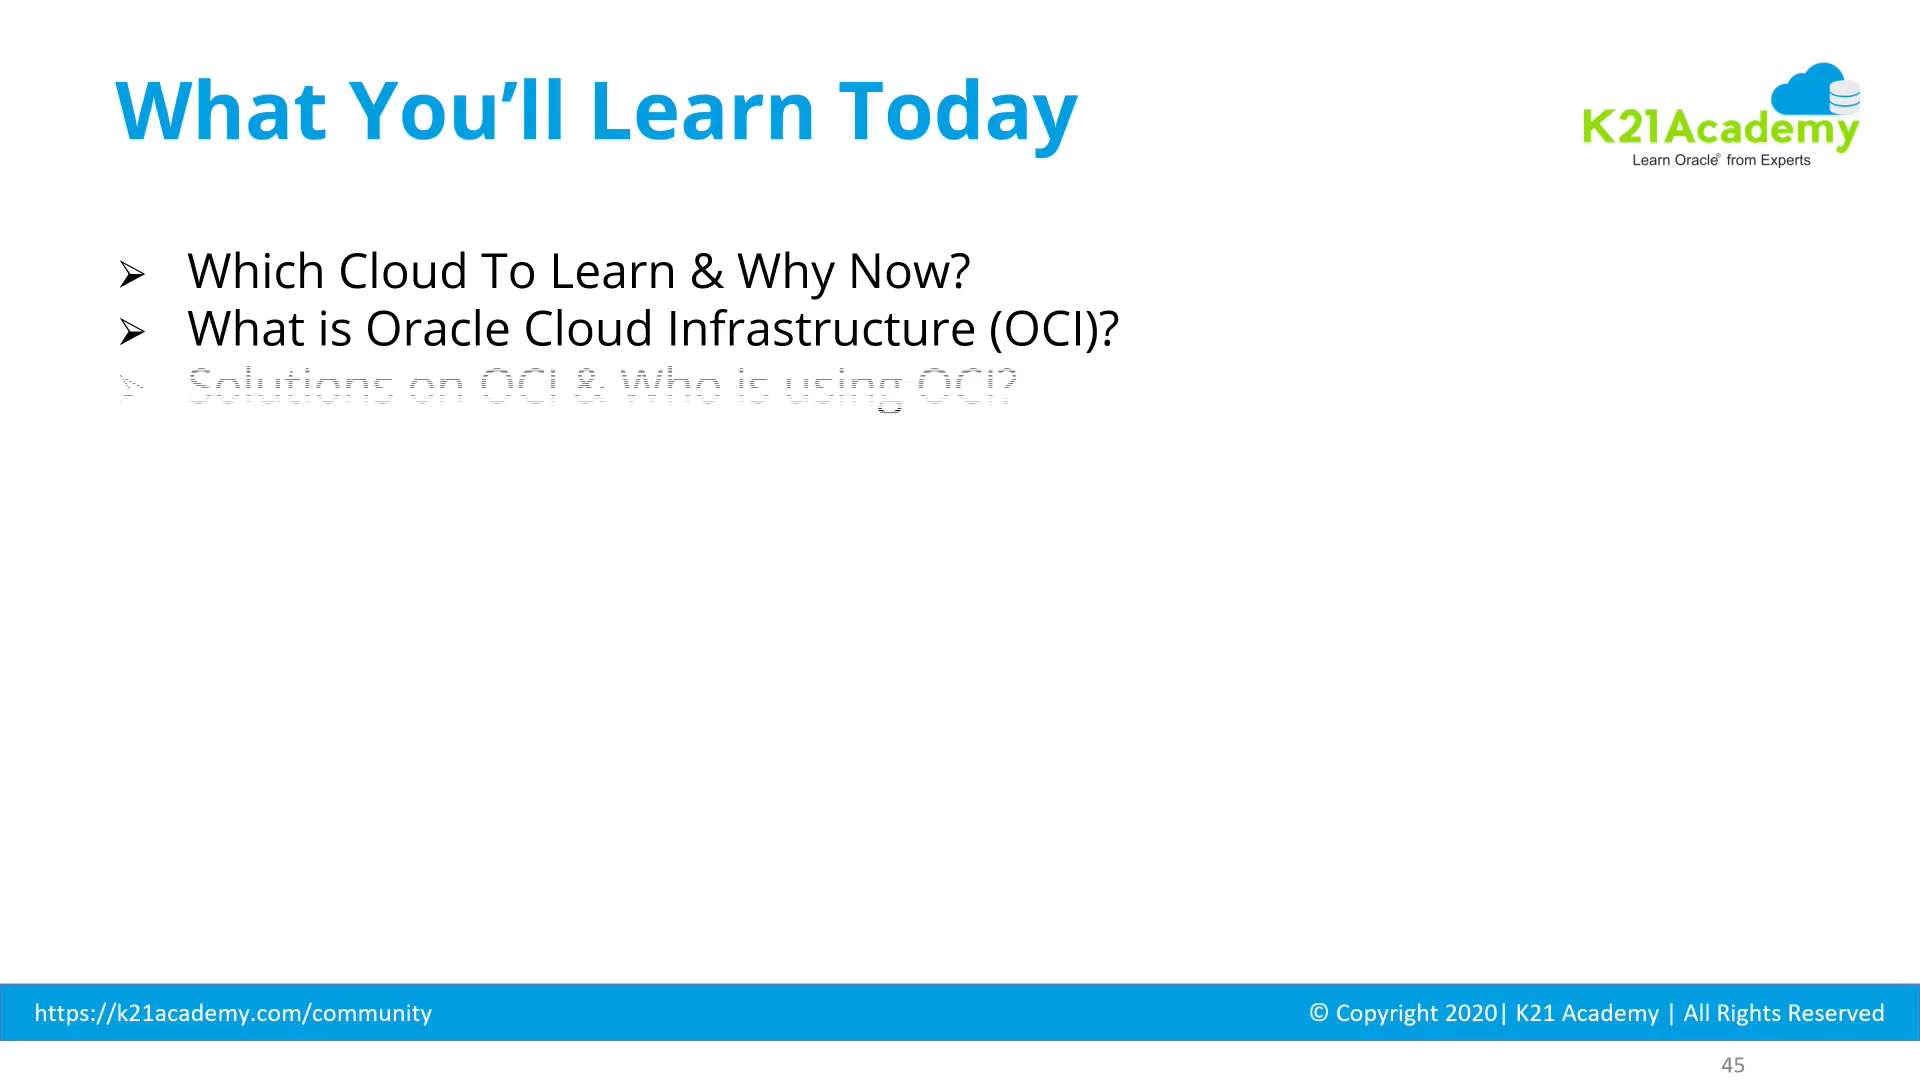 What You’ll Learn Today
K21Academy
Learn Oracle® from Experts
➢ Which Cloud To Learn & Why Now?
➢ What is Oracle Cloud Infrastructure (OCI)?
➢ Solutions on OCI & Who is using OCI?
https://k21academy.com/community
© Copyright 2020| K21 Academy | All Rights Reserved
45